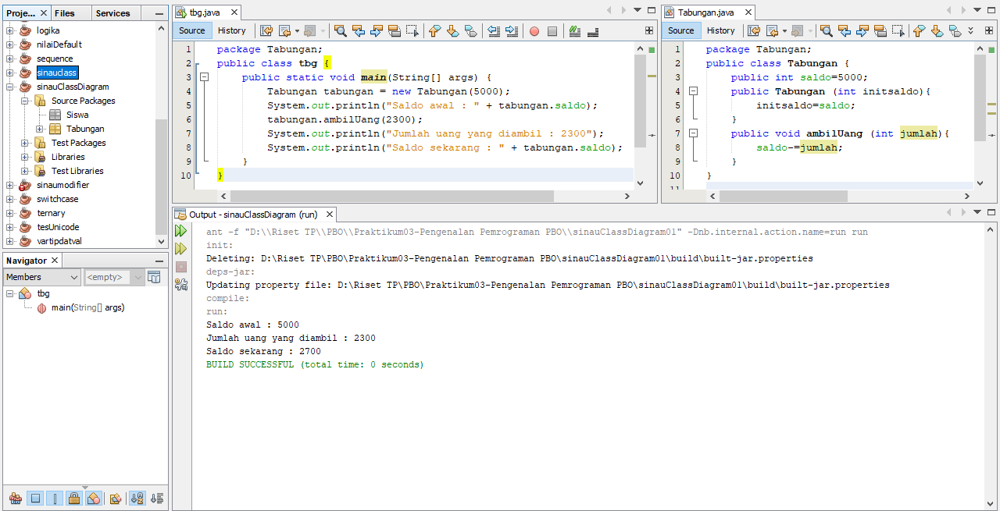 Proje...
Files
Services
logika
nilaiDefault
sequence
sinauclass
sinauClassDiagram
Source Packages
Siswa
Tabungan
Test Packages
Libraries
Test Libraries
sinaumodifier
switchcase
ternary
tesUnicode
vartipdatval
Navigator
Members
<empty>
tbg
main(String[] args)
tbg.java
Source
History
1 package Tabungan;
2 public class tbg {
3 public static void main(String[] args) {
4 Tabungan tabungan = new Tabungan(5000);
5 System.out.println("Saldo awal : " + tabungan.saldo);
6 tabungan.ambilUang(2300);
7 System.out.println("Jumlah uang yang diambil : 2300");
8 System.out.println("Saldo sekarang : " + tabungan.saldo);
9 }
10 }
Tabungan.java
Source
History
1 package Tabungan;
2 public class Tabungan {
3 public int saldo=5000;
4 public Tabungan (int initsaldo){
5 initsaldo=saldo;
6 }
7 public void ambilUang (int jumlah){
8 saldo-=jumlah;
9 }
10 }
11
Output - sinauClassDiagram (run)
ant -f "D:\\Riset TP\\PBO\\Praktikum03-Pengenalan Pemrograman PBO\\sinauClassDiagram01" -Dnb.internal.action.name=run run
init:
Deleting: D:\Riset TP\PBO\Praktikum03-Pengenalan Pemrograman PBO\sinauClassDiagram01\build\built-jar.properties
deps-jar:
Updating property file: D:\Riset TP\PBO\Praktikum03-Pengenalan Pemrograman PBO\sinauClassDiagram01\build\built-jar.properties
compile:
run:
Saldo awal : 5000
Jumlah uang yang diambil : 2300
Saldo sekarang : 2700
BUILD SUCCESSFUL (total time: 0 seconds)